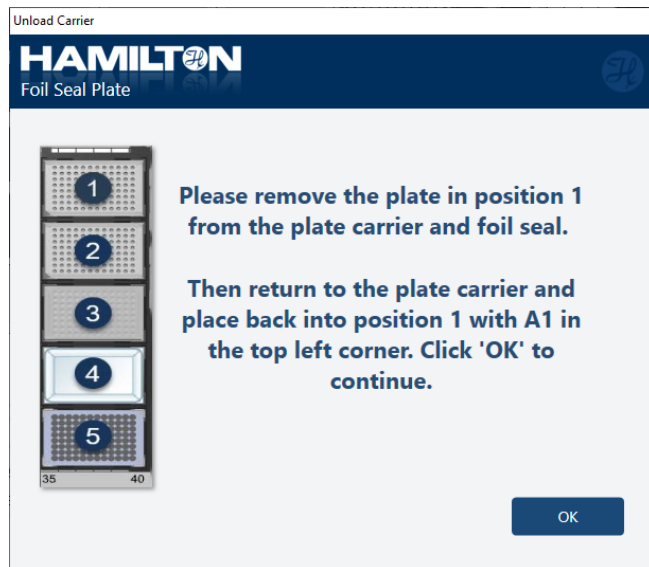 Unload Carrier
HAMILTON
Foil Seal Plate
1
2
3
4
5
35 40
Please remove the plate in position 1
from the plate carrier and foil seal.
Then return to the plate carrier and
place back into position 1 with A1 in
the top left corner. Click 'OK' to
continue.
OK